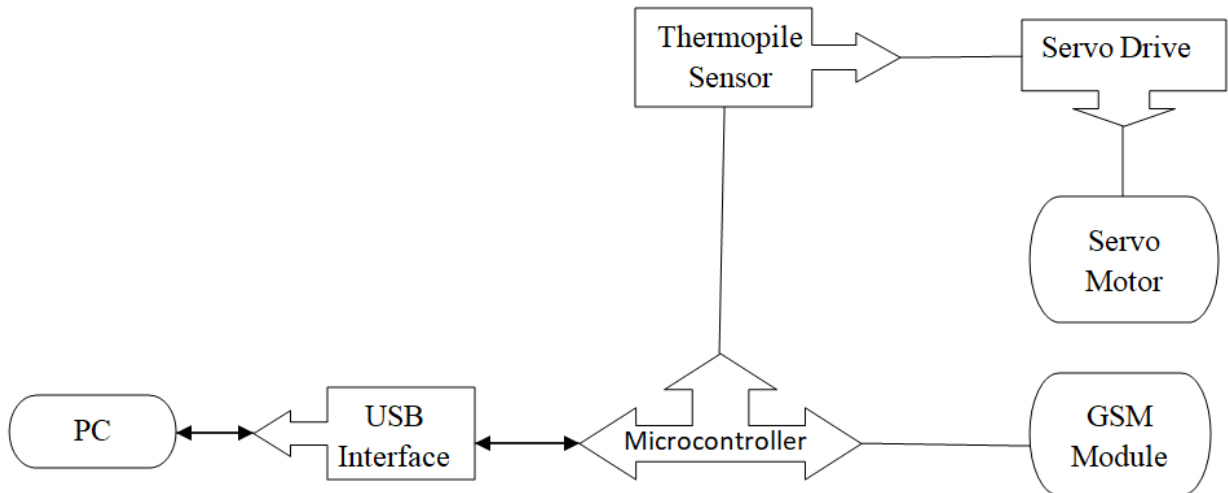 Thermopile
Sensor
Servo Drive
Servo
Motor
PC
USB
Interface
Microcontroller
GSM
Module